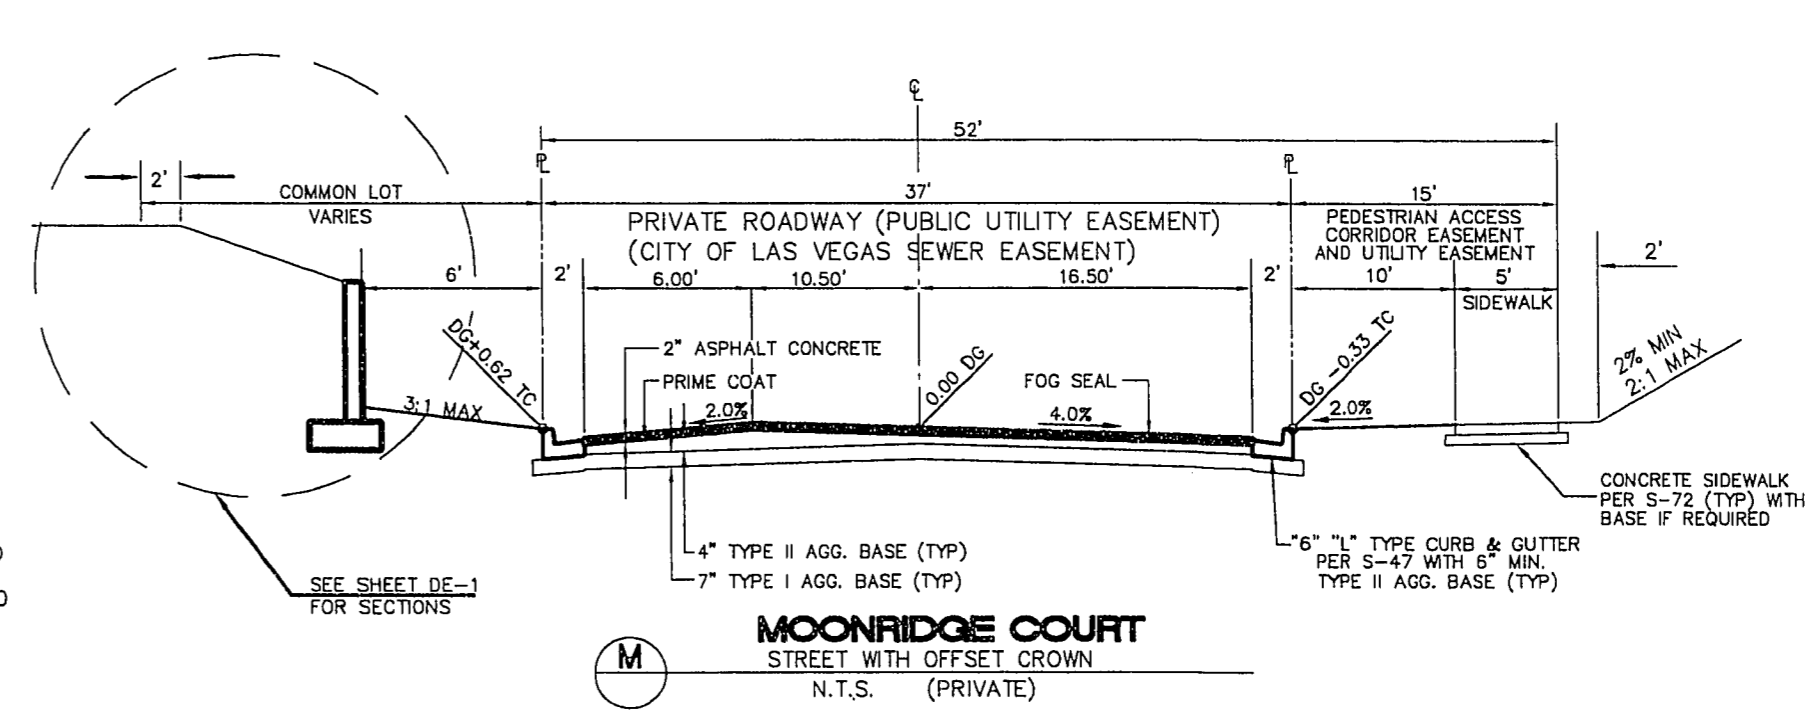 ℄
52'
℄
℄
2'
COMMON LOT
VARIES
37'
15'
PRIVATE ROADWAY (PUBLIC UTILITY EASEMENT)
(CITY OF LAS VEGAS SEWER EASEMENT)
PEDESTRIAN ACCESS
CORRIDOR EASEMENT
AND UTILITY EASEMENT
2'
6'
2'
6.00'
10.50'
16.50'
2'
10'
5'
SIDEWALK
DG+0.62 TC
2" ASPHALT CONCRETE
PRIME COAT
0.00 DG
FOG SEAL
DG -0.33 TC
2% MIN
2:1 MAX
3:1 MAX
2.0%
4.0%
2.0%
CONCRETE SIDEWALK
PER S-72 (TYP) WITH
BASE IF REQUIRED
4" TYPE II AGG. BASE (TYP)
7" TYPE I AGG. BASE (TYP)
"6" "L" TYPE CURB & GUTTER
PER S-47 WITH 6" MIN.
TYPE II AGG. BASE (TYP)
SEE SHEET DE-1
FOR SECTIONS
M
MOONRIDGE COURT
STREET WITH OFFSET CROWN
N.T.S. (PRIVATE)